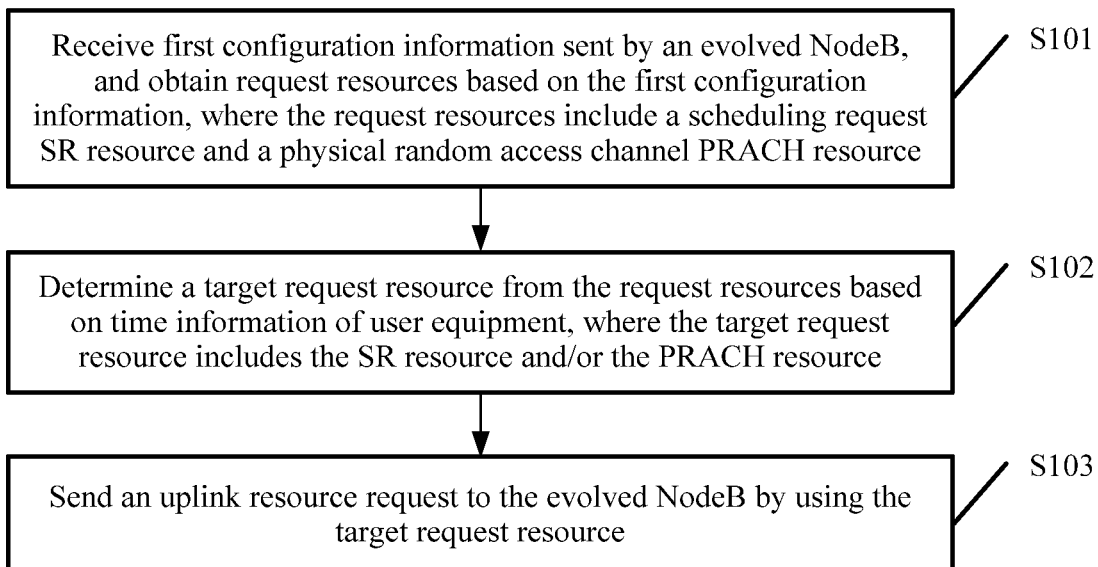 Receive first configuration information sent by an evolved NodeB,
and obtain request resources based on the first configuration
information, where the request resources include a scheduling request
SR resource and a physical random access channel PRACH resource
S101
Determine a target request resource from the request resources based
on time information of user equipment, where the target request
resource includes the SR resource and/or the PRACH resource
S102
Send an uplink resource request to the evolved NodeB by using the
target request resource
S103